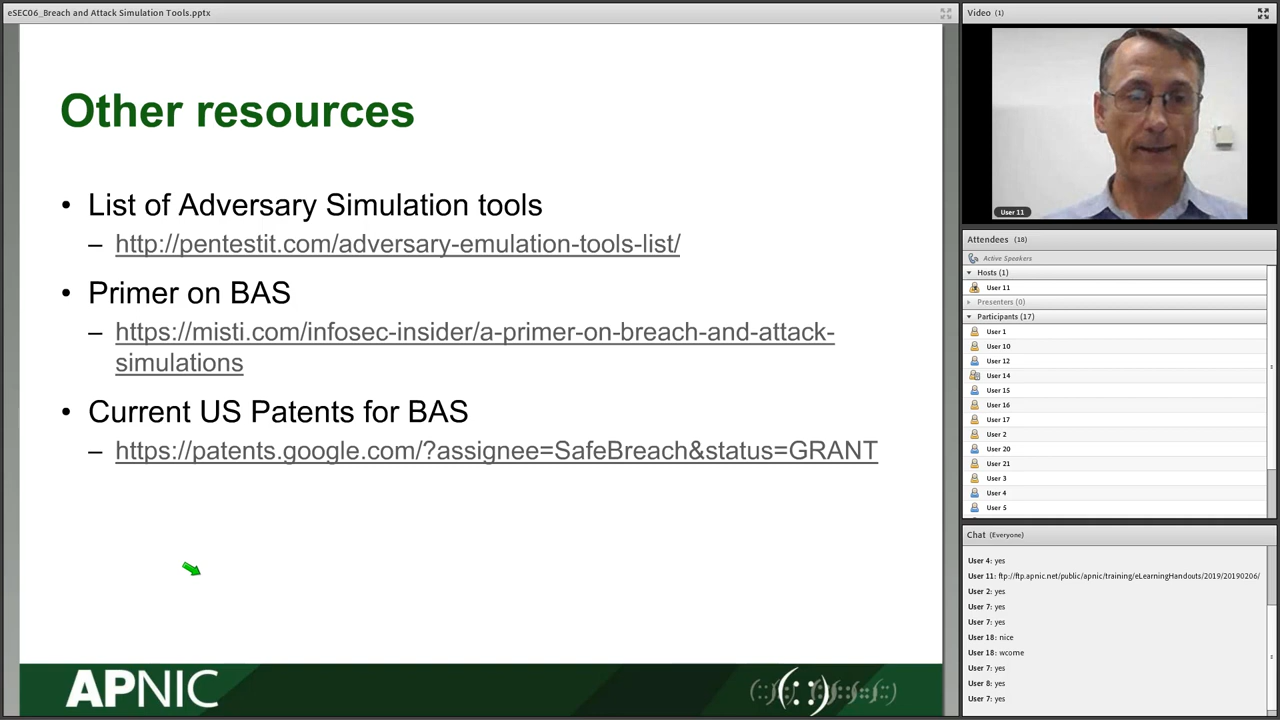 eSEC06_Breach and Attack Simulation Tools.pptx
Other resources
• List of Adversary Simulation tools
– http://pentestit.com/adversary-emulation-tools-list/
• Primer on BAS
– https://misti.com/infosec-insider/a-primer-on-breach-and-attack-
simulations
• Current US Patents for BAS
– https://patents.google.com/?assignee=SafeBreach&status=GRANT
APNIC
Video (1)
User 11
Attendees (18)
Active Speakers
Hosts (1)
User 11
Presenters (0)
Participants (17)
User 1
User 10
User 12
User 14
User 15
User 16
User 17
User 2
User 20
User 21
User 3
User 4
User 5
Chat (Everyone)
User 4: yes
User 11: ftp://ftp.apnic.net/public/apnic/training/eLearningHandouts/2019/20190206/
User 2: yes
User 7: yes
User 7: yes
User 18: nice
User 18: wcome
User 7: yes
User 8: yes
User 7: yes